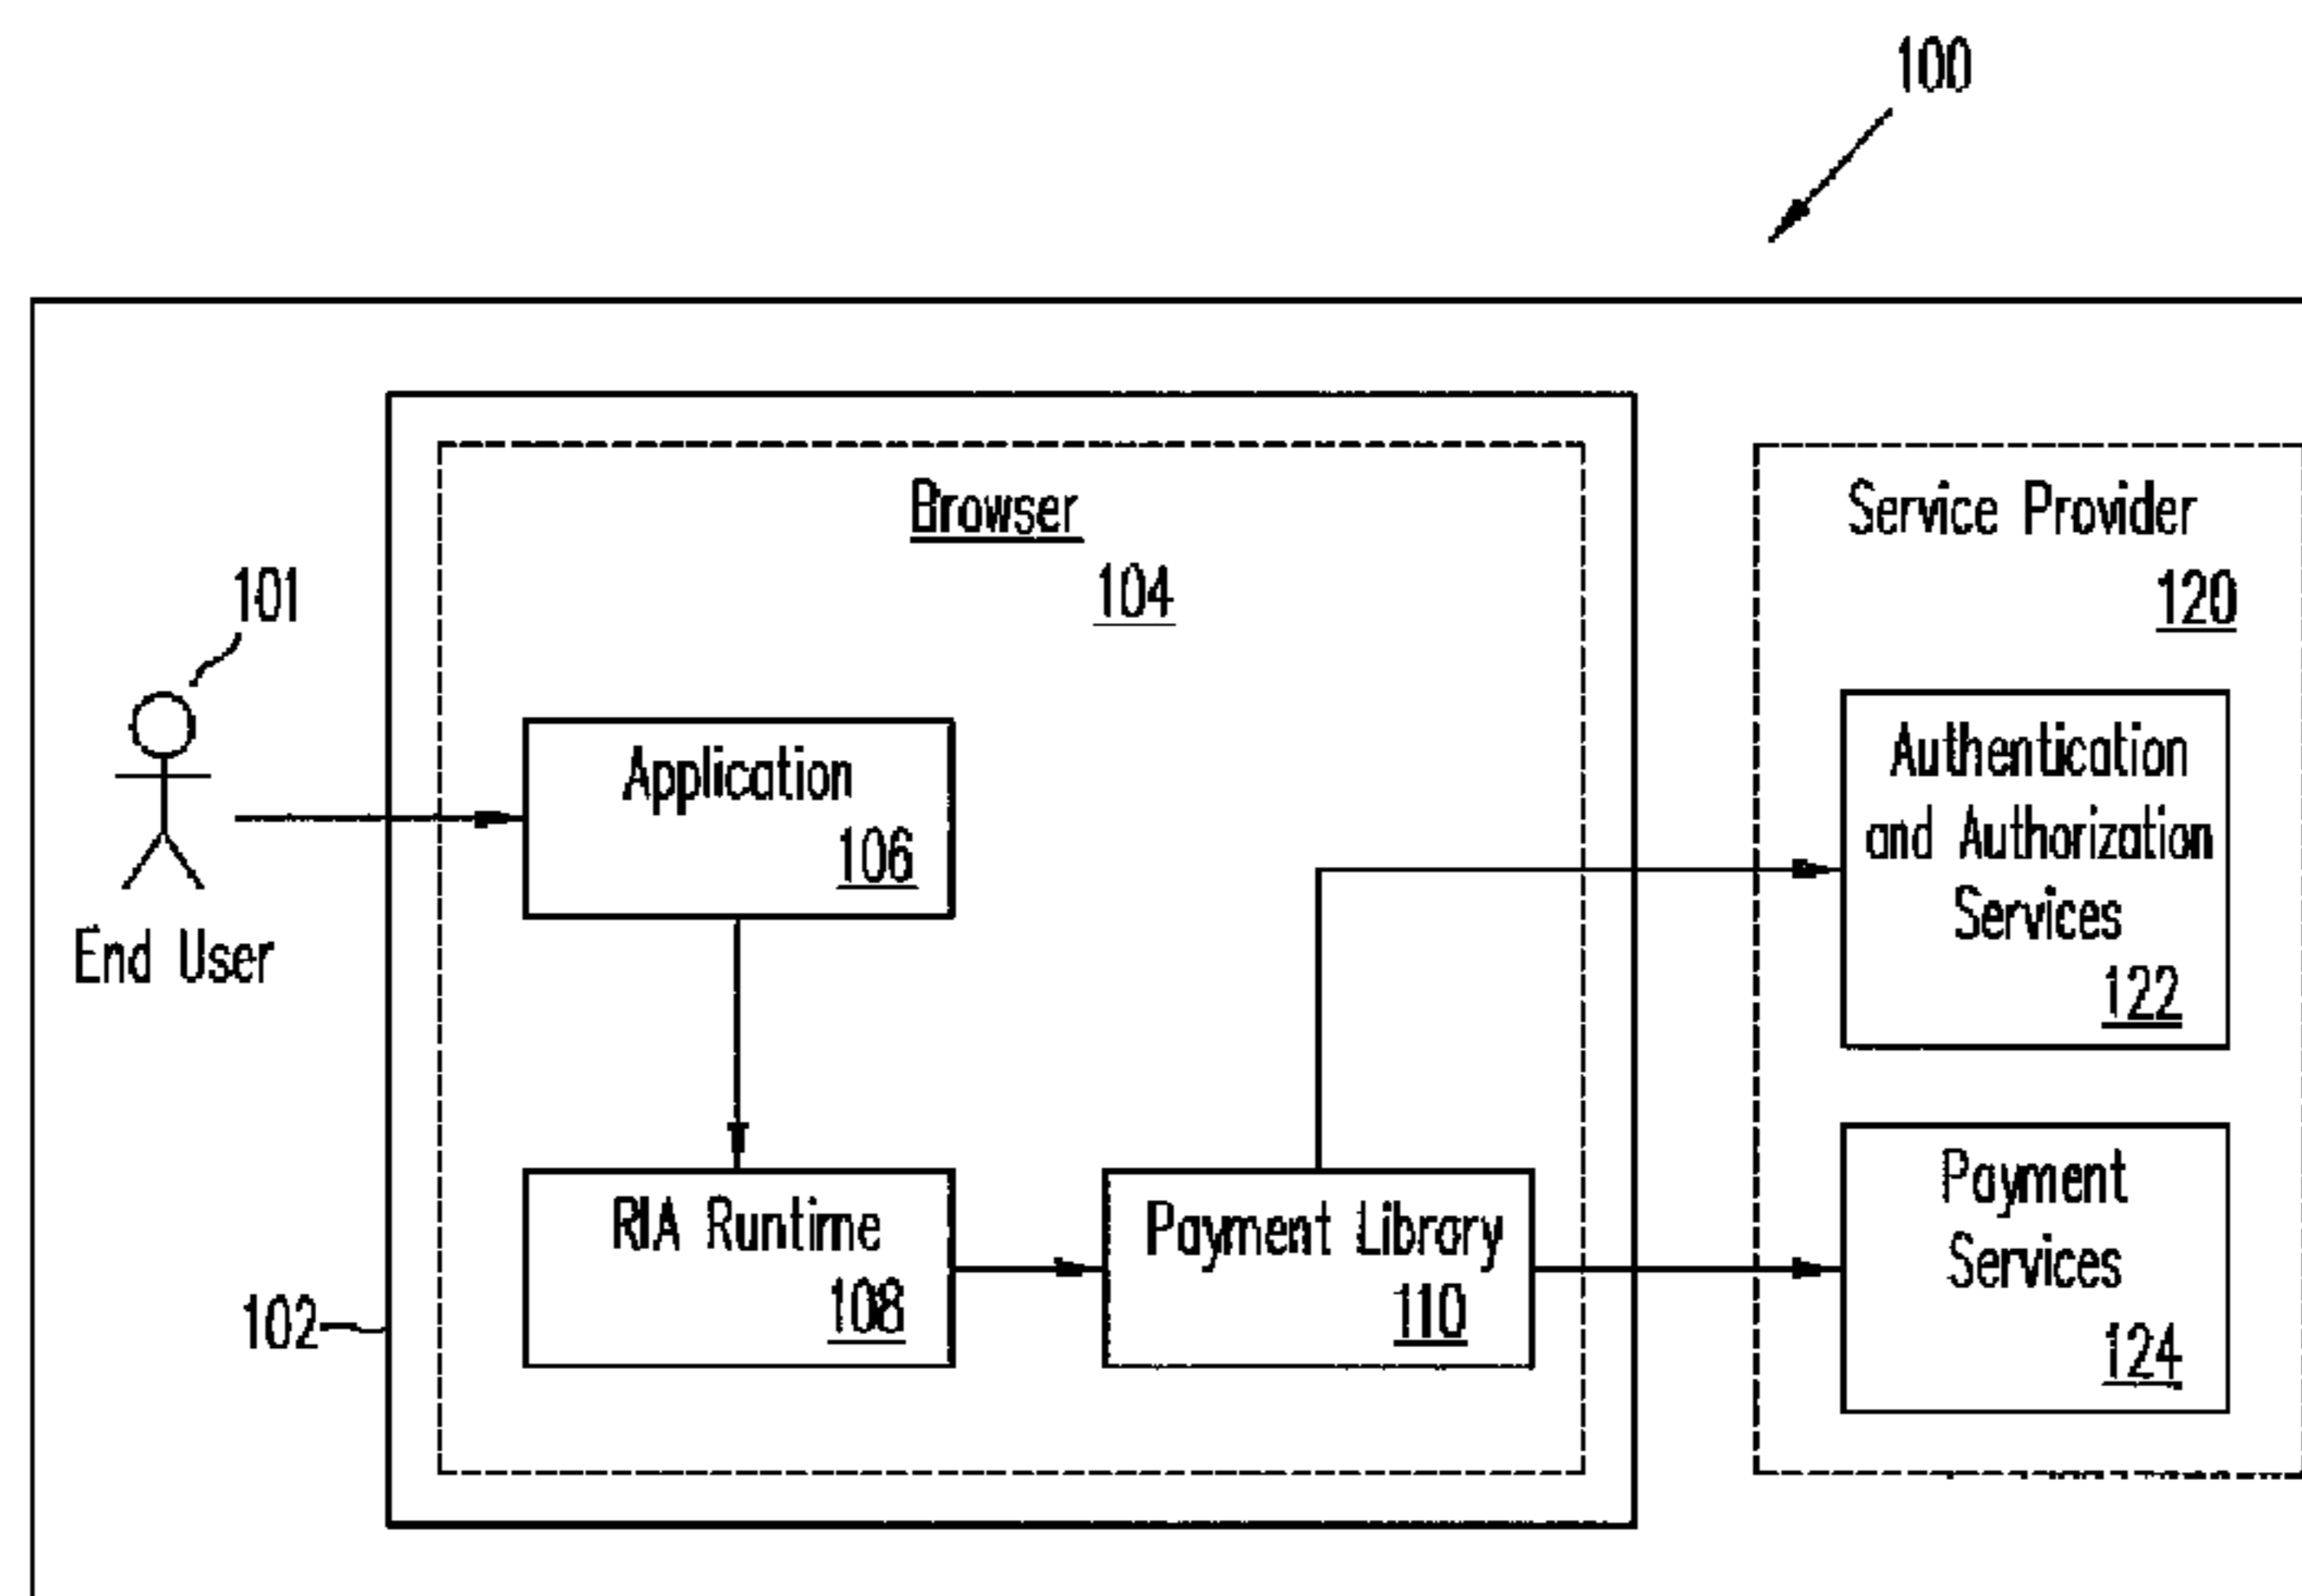 100
Browser
104
Service Provider
120
101
End User
Application
106
Authentication
and Authorization
Services
122
RIA Runtime
108
Payment Library
110
Payment
Services
124
102